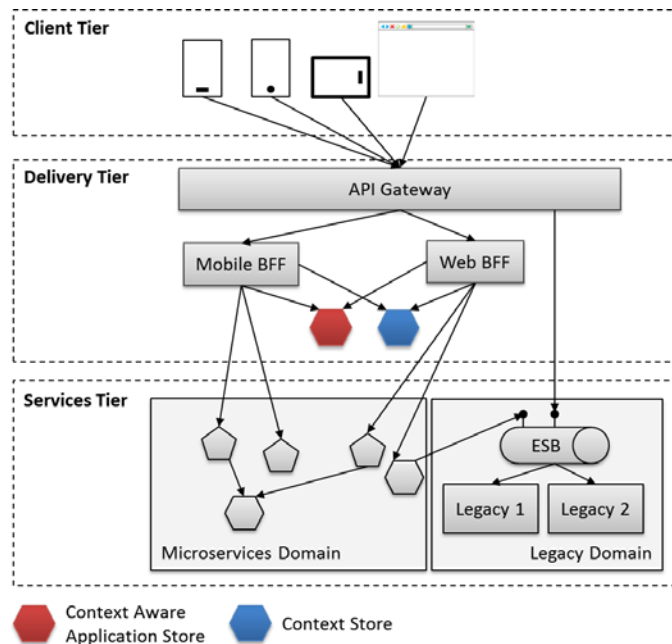 Client Tier
Delivery Tier
API Gateway
Mobile BFF
Web BFF
Services Tier
ESB
Legacy 1
Legacy 2
Microservices Domain
Legacy Domain
Context Aware
Application Store
Context Store